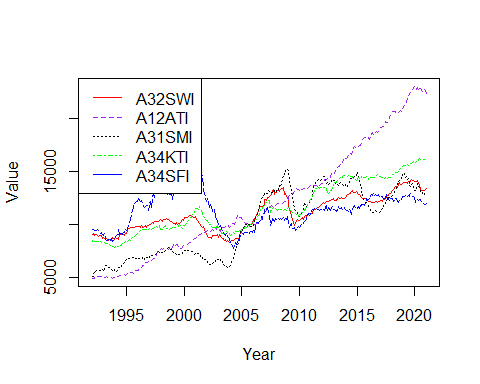 A32SWI
A12ATI
A31SMI
A34KTI
A34SFI
Value
5000
15000
1995
2000
2005
2010
2015
2020
Year